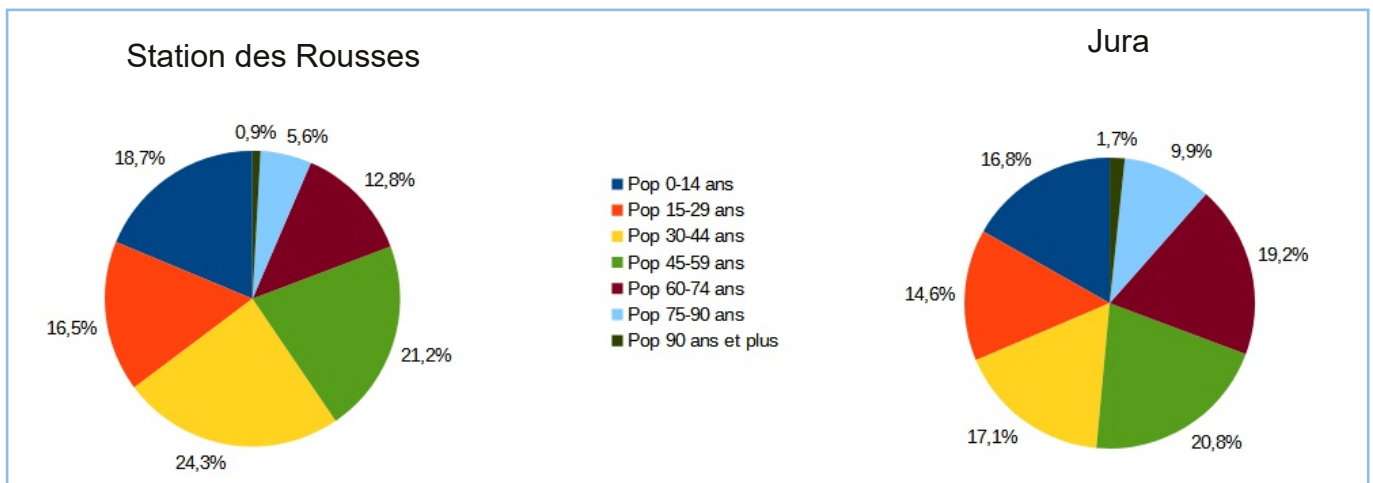 Station des Rousses
Jura
0,9%
5,6%
12,8%
21,2%
24,3%
16,5%
18,7%
Pop 0-14 ans
Pop 15-29 ans
Pop 30-44 ans
Pop 45-59 ans
Pop 60-74 ans
Pop 75-90 ans
Pop 90 ans et plus
1,7%
9,9%
19,2%
20,8%
17,1%
14,6%
16,8%